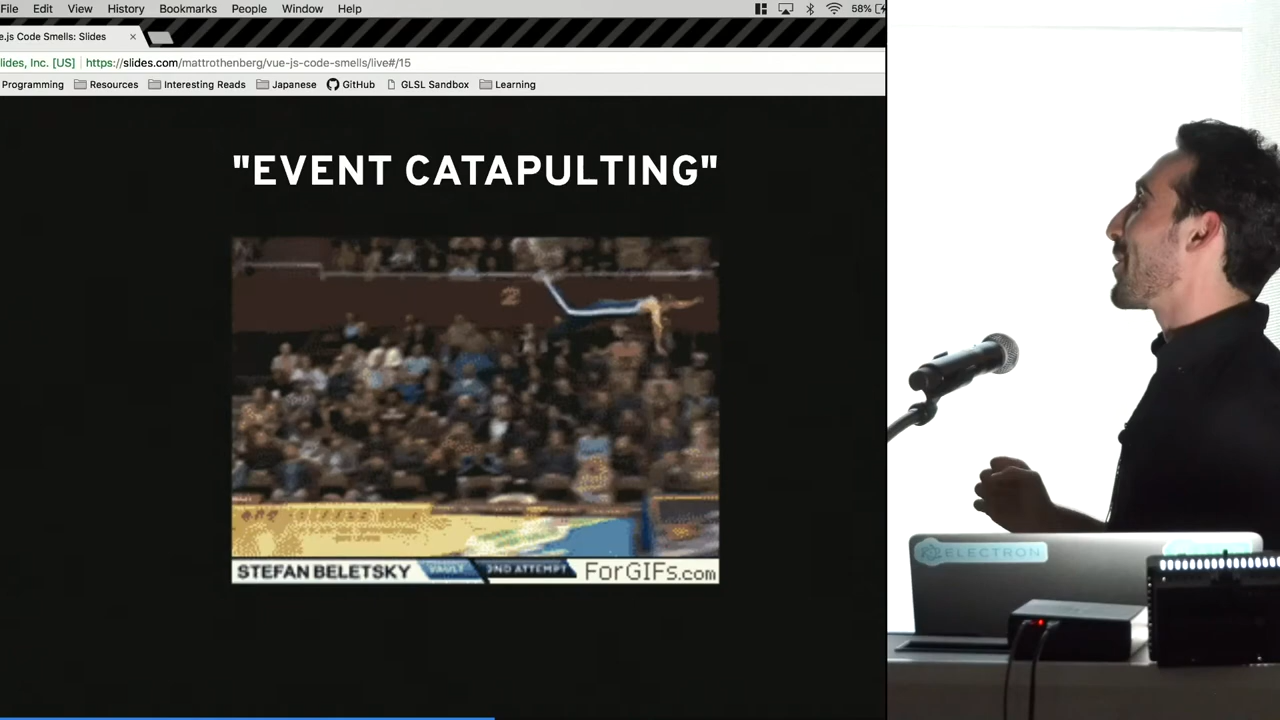 File Edit View History Bookmarks People Window Help 58%
e.js Code Smells: Slides ×
lides, Inc. [US] | https://slides.com/mattrothenberg/vue-js-code-smells/live#/15
Programming Resources Interesting Reads Japanese GitHub GLSL Sandbox Learning
"EVENT CATAPULTING"
2
STEFAN BELETSKY VAULT 2ND ATTEMPT ForGIFs.com
ELECTRON